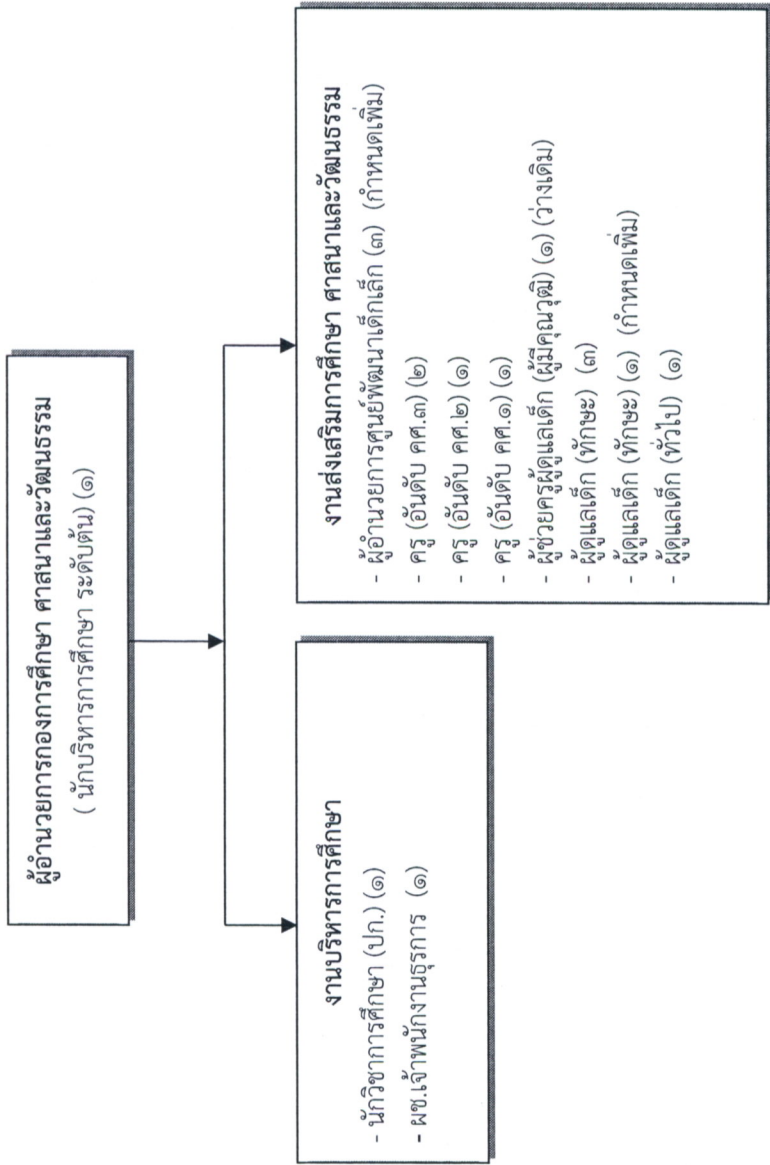 ผู้อำนวยการกองการศึกษา ศาสนาและวัฒนธรรม
( นักบริหารการศึกษา ระดับต้น) (๑)
งานบริหารการศึกษา
- นักวิชาการศึกษา (ปก.) (๑)
- ผช.เจ้าพนักงานธุรการ (๑)
งานส่งเสริมการศึกษา ศาสนาและวัฒนธรรม
- ผู้อำนวยการศูนย์พัฒนาเด็กเล็ก (๓) (กำหนดเพิ่ม)
- ครู (อันดับ คศ.๓) (๒)
- ครู (อันดับ คศ.๒) (๑)
- ครู (อันดับ คศ.๑) (๑)
- ผู้ช่วยครูผู้ดูแลเด็ก (ผู้มีคุณวุฒิ) (๑) (ว่างเดิม)
- ผู้ดูแลเด็ก (ทักษะ) (๓)
- ผู้ดูแลเด็ก (ทักษะ) (๑) (กำหนดเพิ่ม)
- ผู้ดูแลเด็ก (ทั่วไป) (๑)